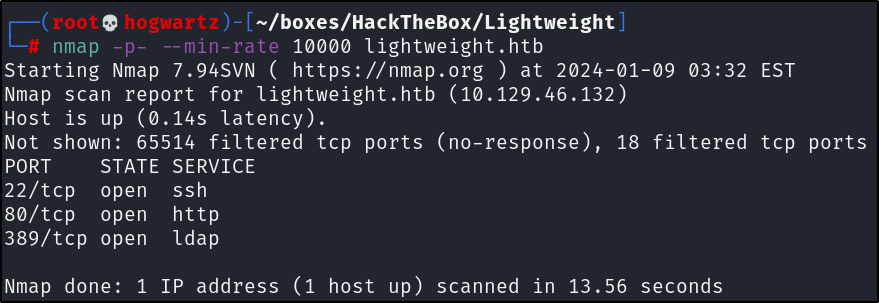 ┌──(root💀hogwartz)-[~/boxes/HackTheBox/Lightweight]
└─# nmap -p- --min-rate 10000 lightweight.htb
Starting Nmap 7.94SVN ( https://nmap.org ) at 2024-01-09 03:32 EST
Nmap scan report for lightweight.htb (10.129.46.132)
Host is up (0.14s latency).
Not shown: 65514 filtered tcp ports (no-response), 18 filtered tcp ports
PORT    STATE SERVICE
22/tcp  open  ssh
80/tcp  open  http
389/tcp open  ldap
Nmap done: 1 IP address (1 host up) scanned in 13.56 seconds